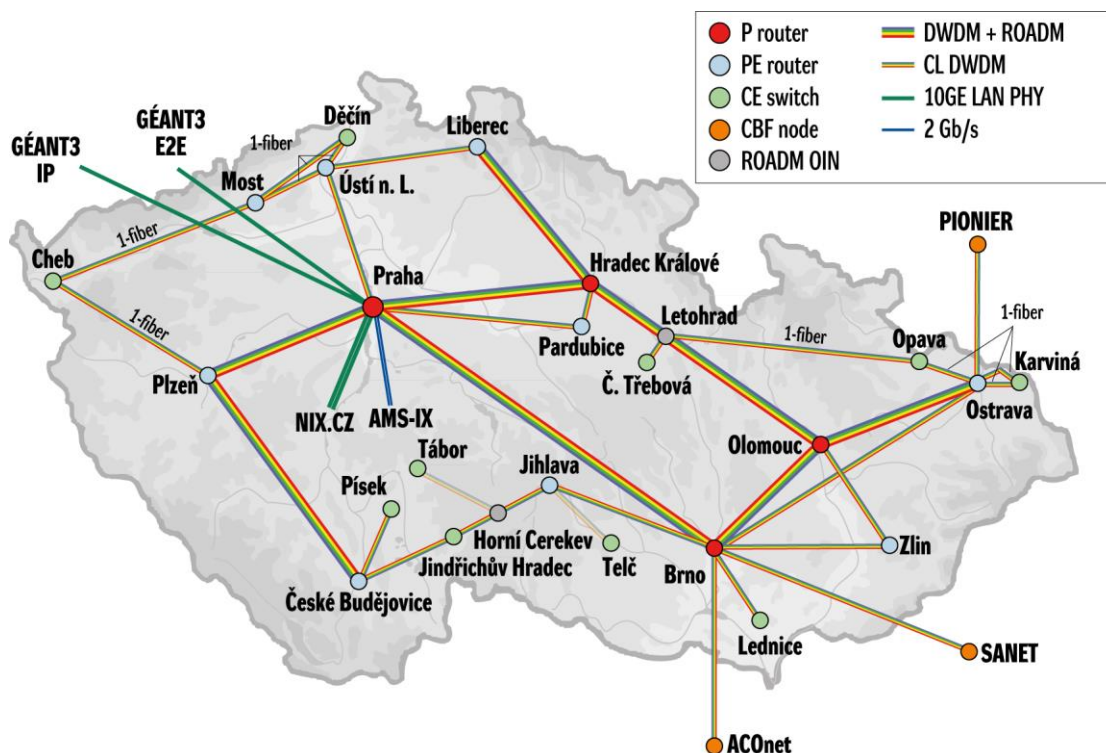 P router
PE router
CE switch
CBF node
ROADM OIN
DWDM + ROADM
CL DWDM
10GE LAN PHY
2 Gb/s
GÉANT3
IP
GÉANT3
E2E
Děčín
1-fiber
Liberec
Most
Ústí n. L.
1-fiber
Cheb
Praha
Hradec Králové
PIONIER
1-fiber
Letohrad
1-fiber
1-fiber
Pardubice
Opava
Karviná
Plzeň
Č. Třebová
Ostrava
NIX.CZ
AMS-IX
Olomouc
Tábor
Jihlava
Písek
Horní Cerekev
Telč
Brno
Zlin
Jindřichův Hradec
České Budějovice
Lednice
SANET
ACOnet